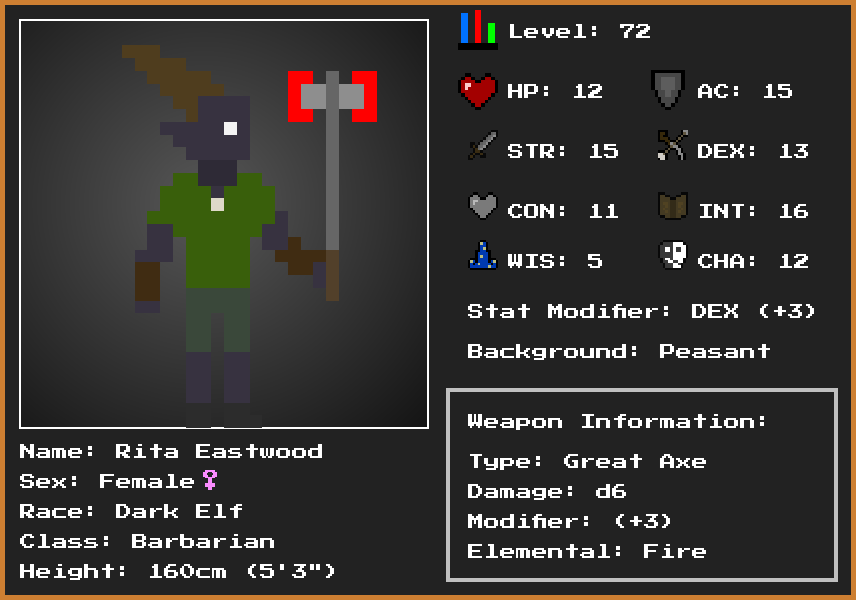 Level: 72
HP: 12 AC: 15
STR: 15 DEX: 13
CON: 11 INT: 16
WIS: 5 CHA: 12
Stat Modifier: DEX (+3)
Background: Peasant
Weapon Information:
Type: Great Axe
Damage: d6
Modifier: (+3)
Elemental: Fire
Name: Rita Eastwood
Sex: Female♀
Race: Dark Elf
Class: Barbarian
Height: 160cm (5'3")